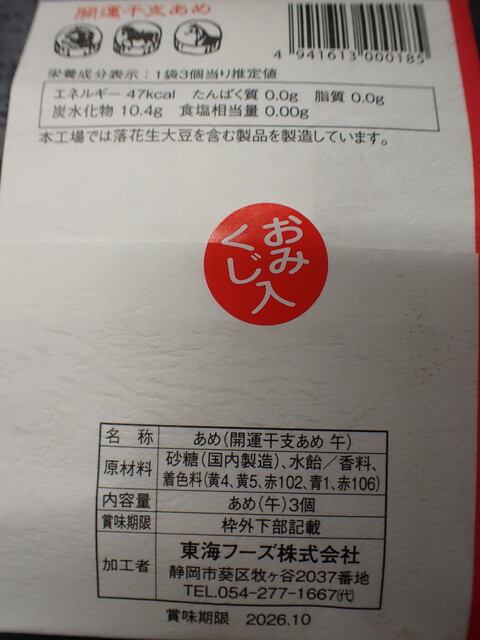 開運干支あめ
4 941613 000185
栄養成分表示：1袋3個当り推定値
エネルギー 47kcal たんぱく質 0.0g 脂質 0.0g
炭水化物 10.4g 食塩相当量 0.00g
本工場では落花生大豆を含む製品を製造しています。
おみ
くじ
入
名 称 あめ(開運干支あめ 午)
原材料 砂糖(国内製造)、水飴／香料、
着色料(黄4、黄5、赤102、青1、赤106)
内容量 あめ(午)3個
賞味期限 枠外下部記載
加工者 東海フーズ株式会社
静岡市葵区牧ヶ谷2037番地
TEL.054-277-1667㈹
賞味期限 2026.10